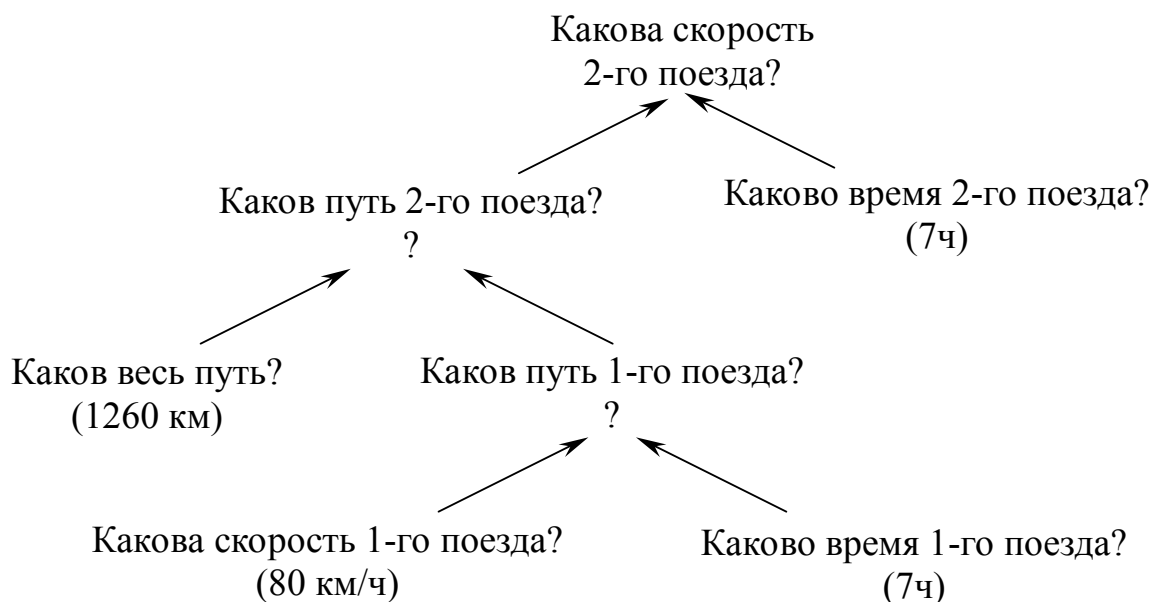 Какова скорость
2-го поезда?
Каков путь 2-го поезда?
?
Каково время 2-го поезда?
(7ч)
Каков весь путь?
(1260 км)
Каков путь 1-го поезда?
?
Какова скорость 1-го поезда?
(80 км/ч)
Каково время 1-го поезда?
(7ч)